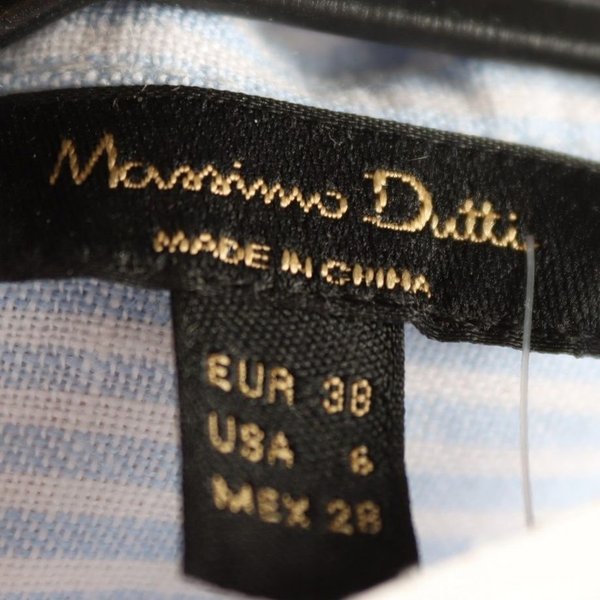 Massimo Dutti
MADE IN CHINA
EUR 38
USA 6
MEX 28